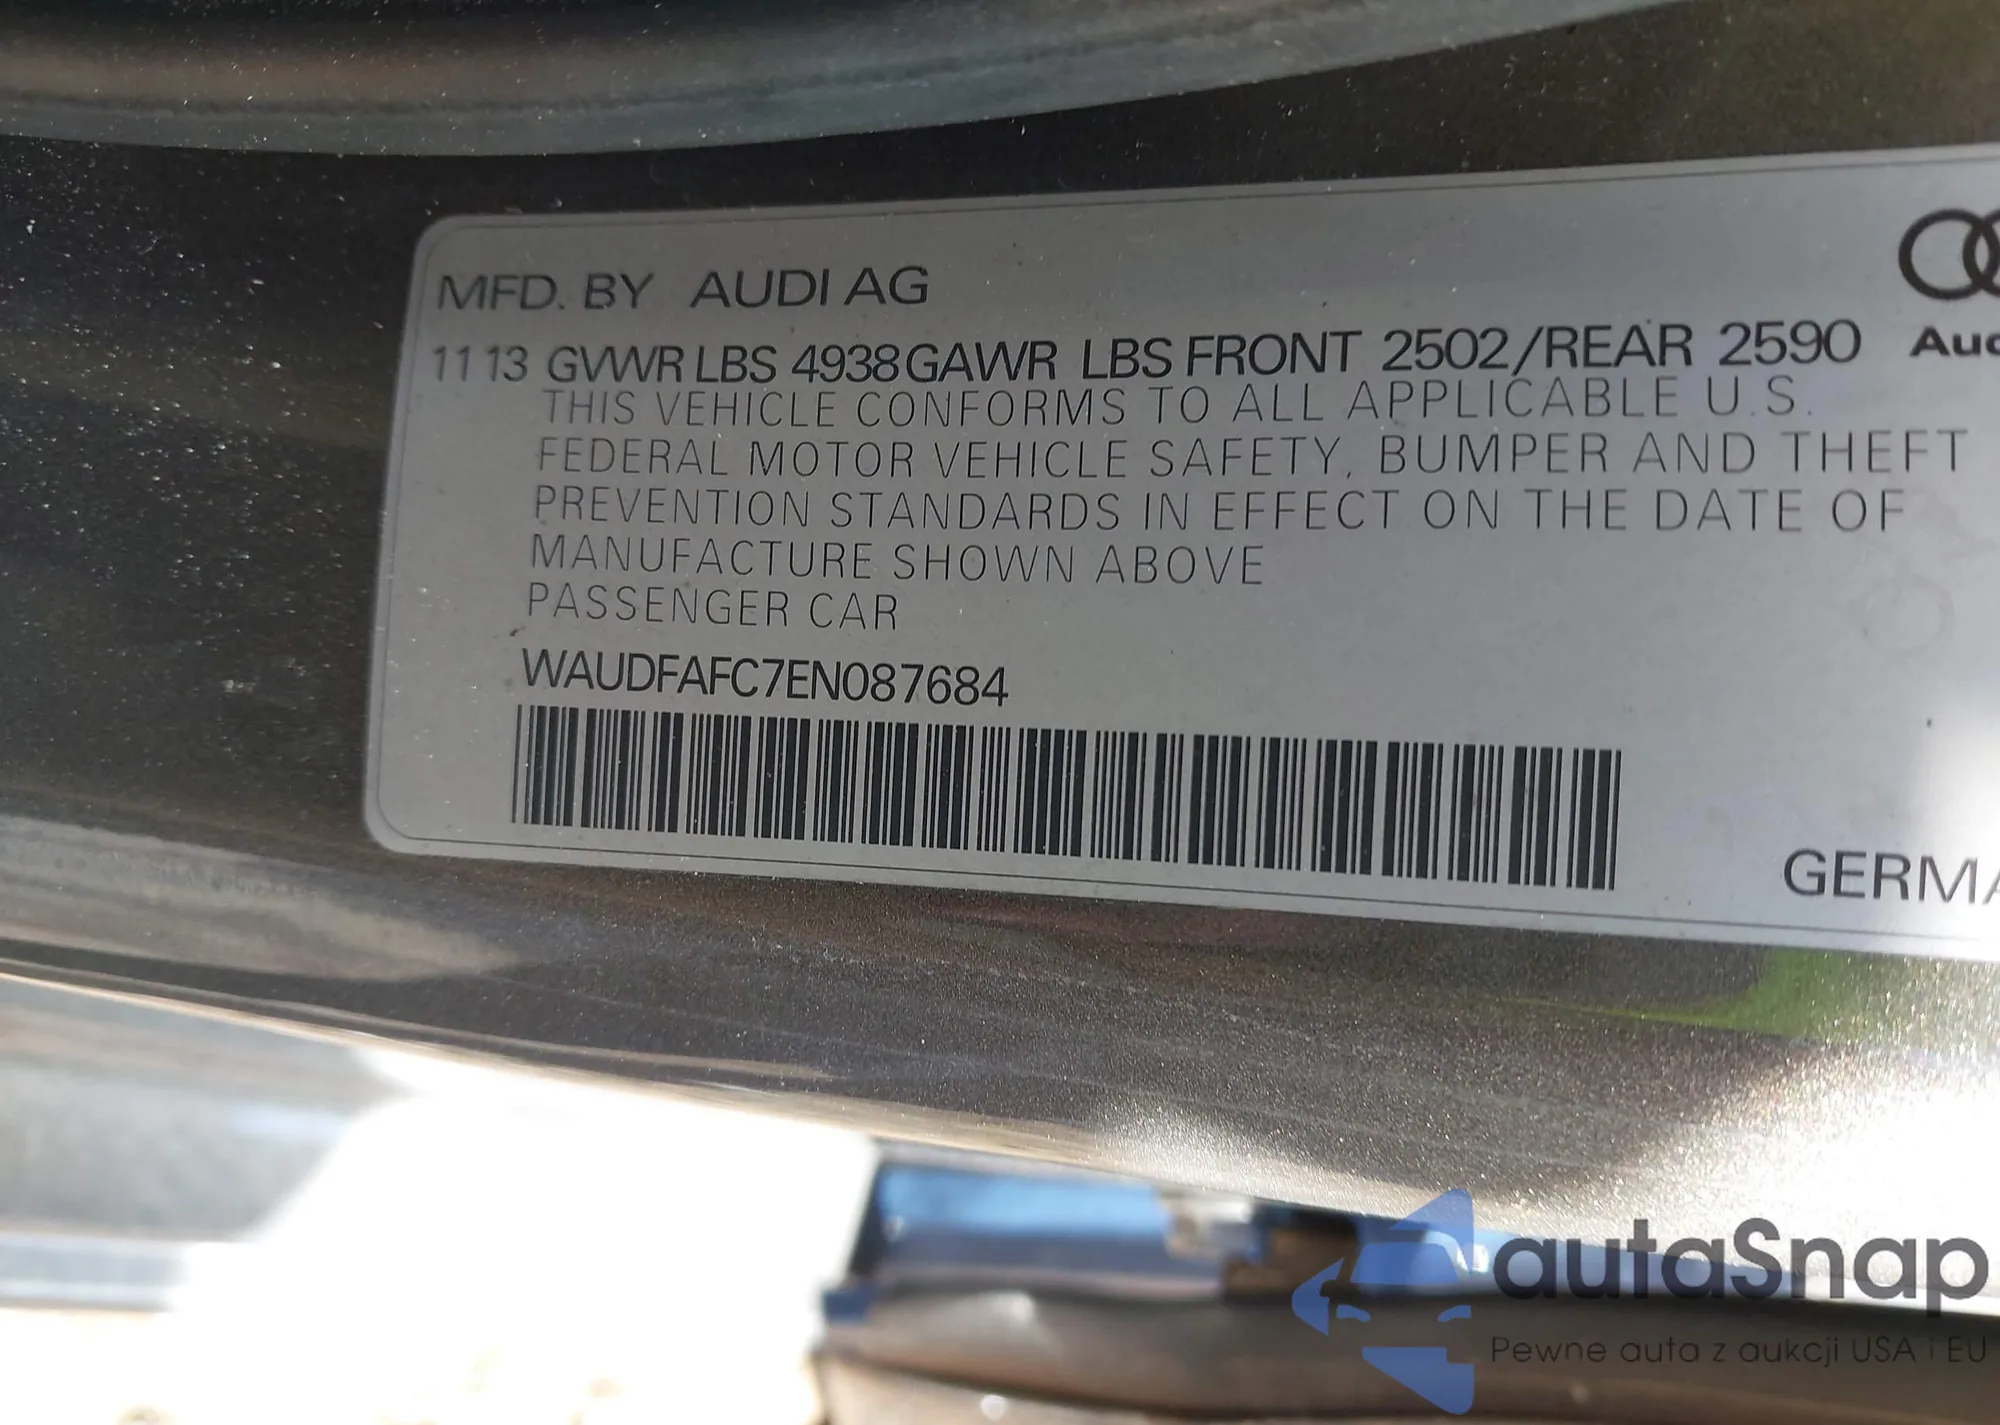 MFD. BY AUDI AG
11 13 GVWR LBS 4938 GAWR LBS FRONT 2502/REAR 2590
THIS VEHICLE CONFORMS TO ALL APPLICABLE U.S.
FEDERAL MOTOR VEHICLE SAFETY, BUMPER AND THEFT
PREVENTION STANDARDS IN EFFECT ON THE DATE OF
MANUFACTURE SHOWN ABOVE
PASSENGER CAR
WAUDFAFC7EN087684
Aud
GERMA
autaSnap
Pewne auta z aukcji USA i EU